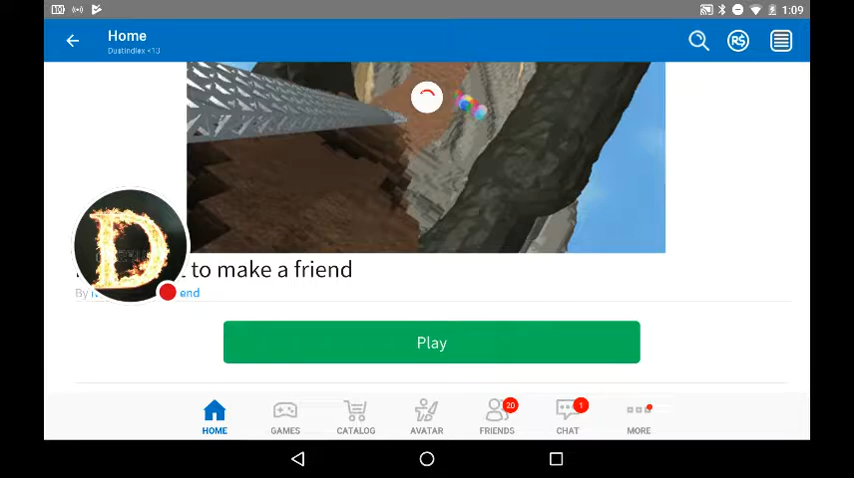 1:09
Home
Dustindiex <13
R$
D
t to make a friend
By end
Play
HOME
GAMES
CATALOG
AVATAR
20
FRIENDS
1
CHAT
MORE